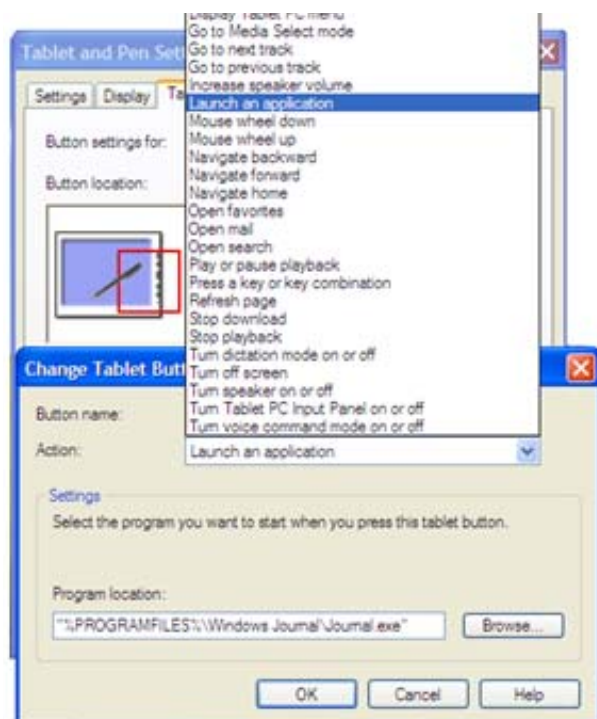 Display Tablet PC menu
Go to Media Select mode
Tablet and Pen Set
Go to next track
Go to previous track
Increase speaker volume
Settings Display Ta
Launch an application
Mouse wheel down
Mouse wheel up
Button settings for:
Navigate backward
Navigate forward
Button location:
Navigate home
Open favorites
Open mail
Open search
Play or pause playback
Press a key or key combination
Refresh page
Stop download
Stop playback
Turn dictation mode on or off
Change Tablet Butt
Turn off screen
Turn speaker on or off
Button name:
Turn Tablet PC Input Panel on or off
Turn voice command mode on or off
Action:
Launch an application
Settings
Select the program you want to start when you press this tablet button.
Program location:
"%PROGRAMFILES%\Windows Journal\Journal.exe"
Browse...
OK Cancel Help